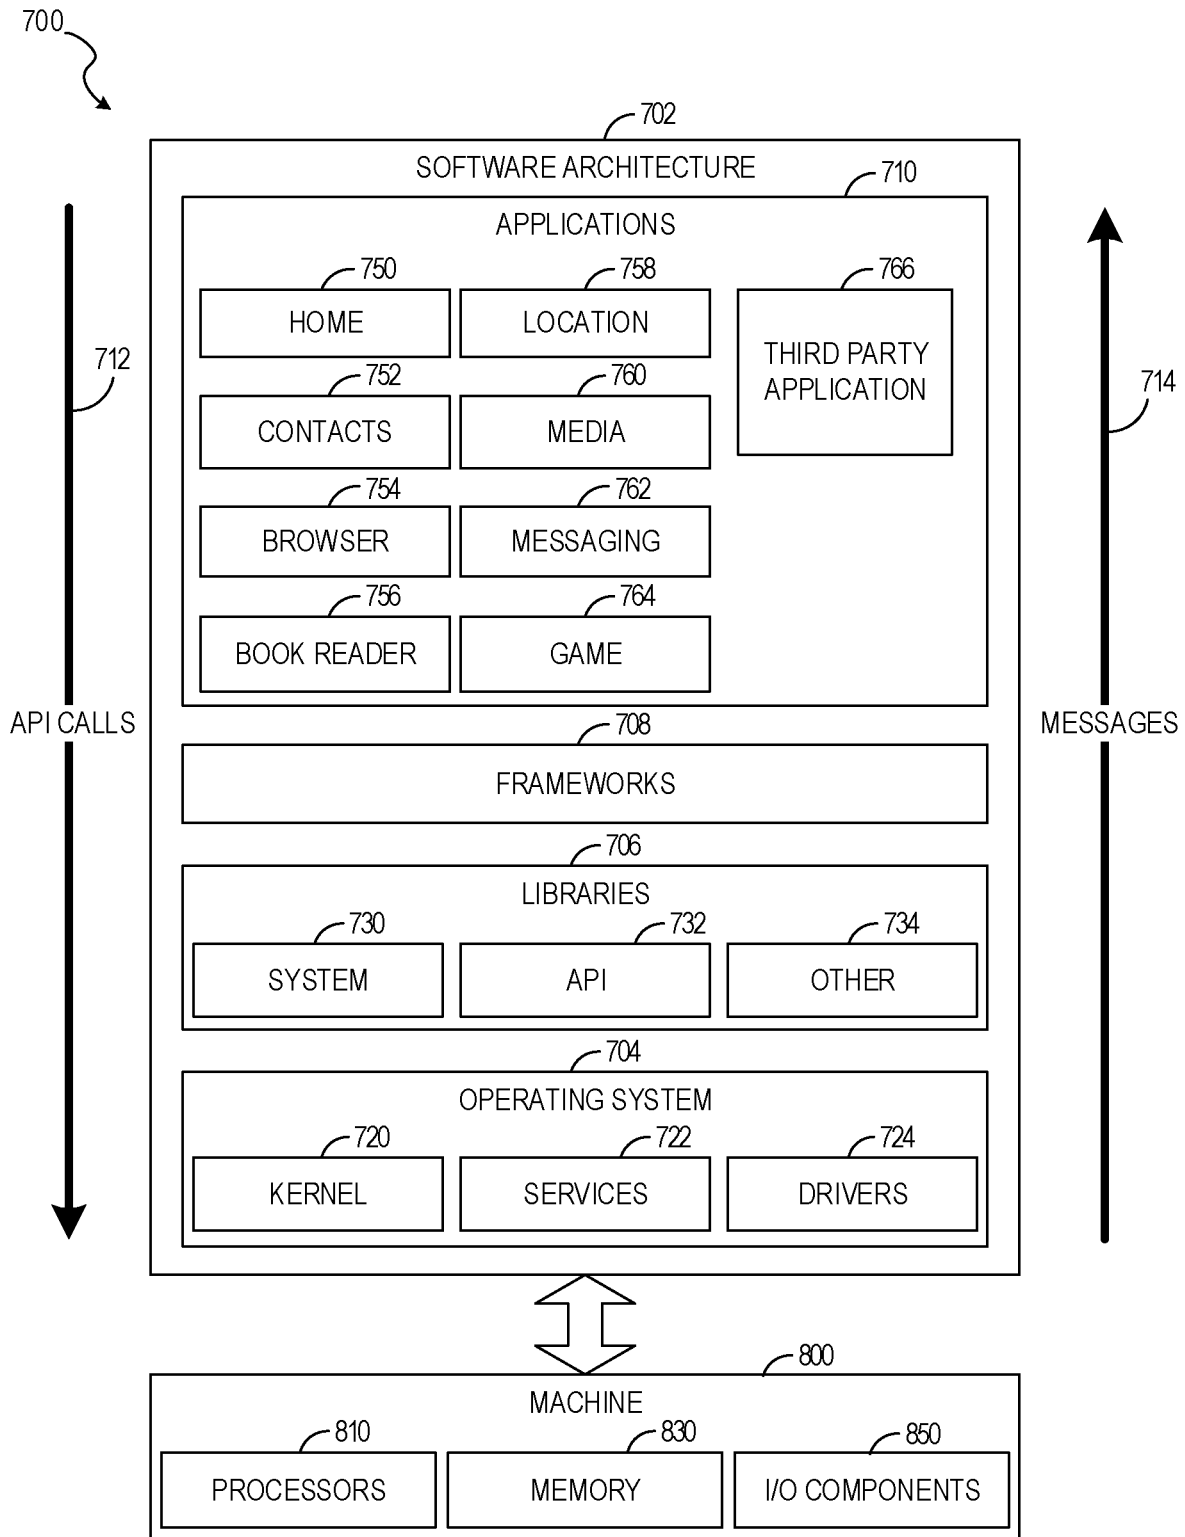 700
702
SOFTWARE ARCHITECTURE
710
APPLICATIONS
750
758
766
HOME
LOCATION
THIRD PARTY
APPLICATION
712
752
760
714
CONTACTS
MEDIA
754
762
BROWSER
MESSAGING
756
764
BOOK READER
GAME
API CALLS
MESSAGES
708
FRAMEWORKS
706
LIBRARIES
730
732
734
SYSTEM
API
OTHER
704
OPERATING SYSTEM
720
722
724
KERNEL
SERVICES
DRIVERS
800
MACHINE
810
830
850
PROCESSORS
MEMORY
I/O COMPONENTS